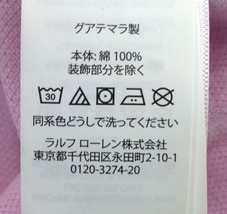 グアテマラ製
本体: 綿 100%
装飾部分を除く
30
同系色どうしで洗ってください
ラルフ ローレン株式会社
東京都千代田区永田町2-10-1
0120-3274-20